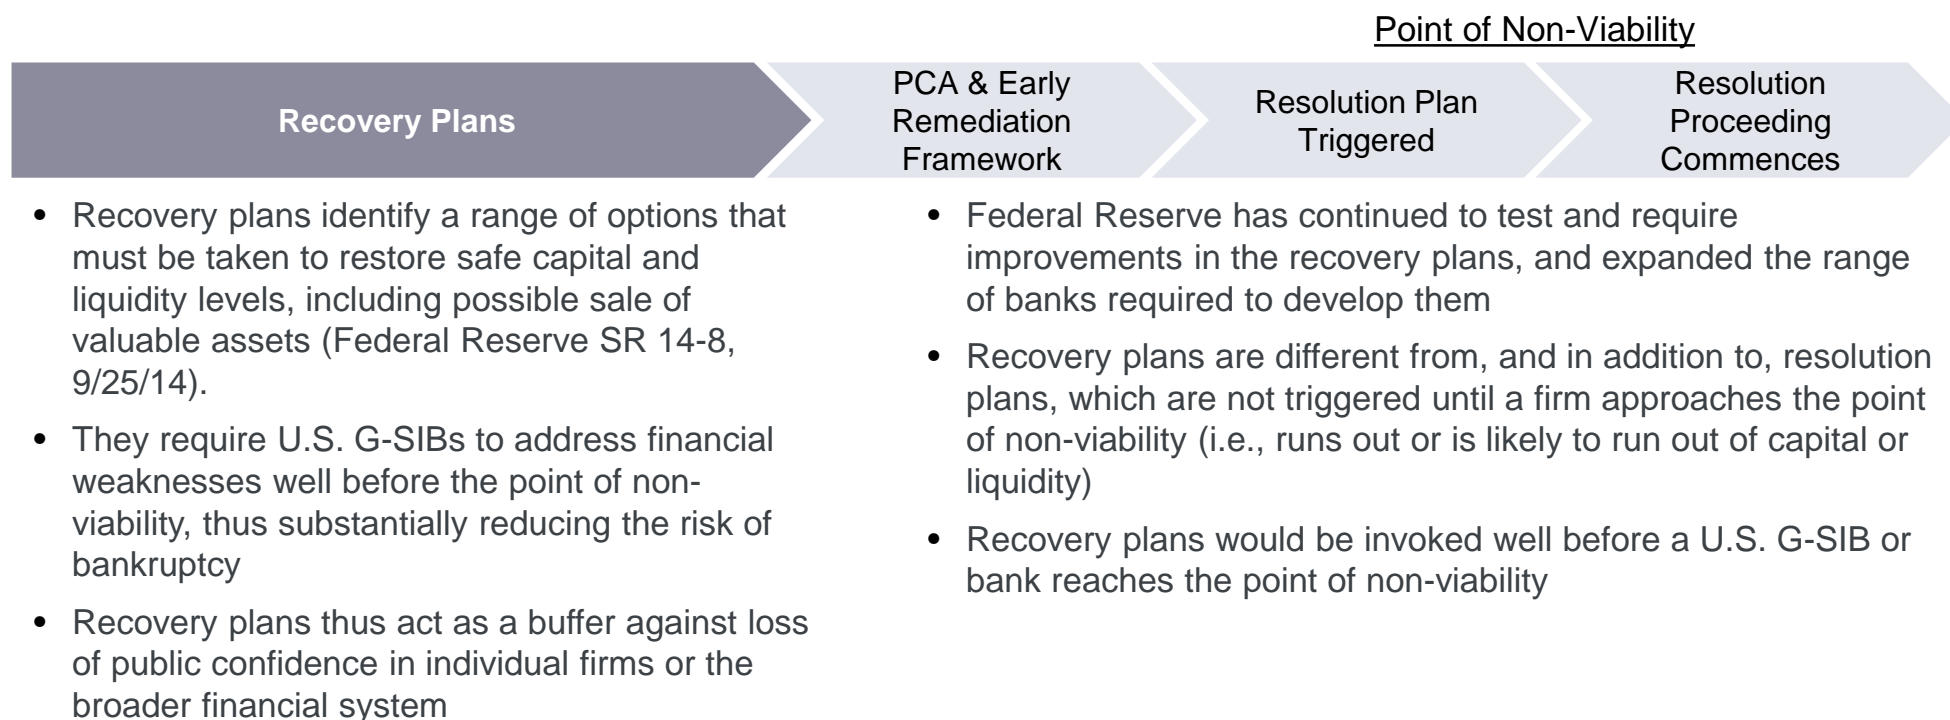 Point of Non-Viability
Recovery Plans
PCA & Early
Remediation
Framework
Resolution Plan
Triggered
Resolution
Proceeding
Commences
• Recovery plans identify a range of options that
must be taken to restore safe capital and
liquidity levels, including possible sale of
valuable assets (Federal Reserve SR 14-8,
9/25/14).
• They require U.S. G-SIBs to address financial
weaknesses well before the point of non-
viability, thus substantially reducing the risk of
bankruptcy
• Recovery plans thus act as a buffer against loss
of public confidence in individual firms or the
broader financial system
• Federal Reserve has continued to test and require
improvements in the recovery plans, and expanded the range
of banks required to develop them
• Recovery plans are different from, and in addition to, resolution
plans, which are not triggered until a firm approaches the point
of non-viability (i.e., runs out or is likely to run out of capital or
liquidity)
• Recovery plans would be invoked well before a U.S. G-SIB or
bank reaches the point of non-viability